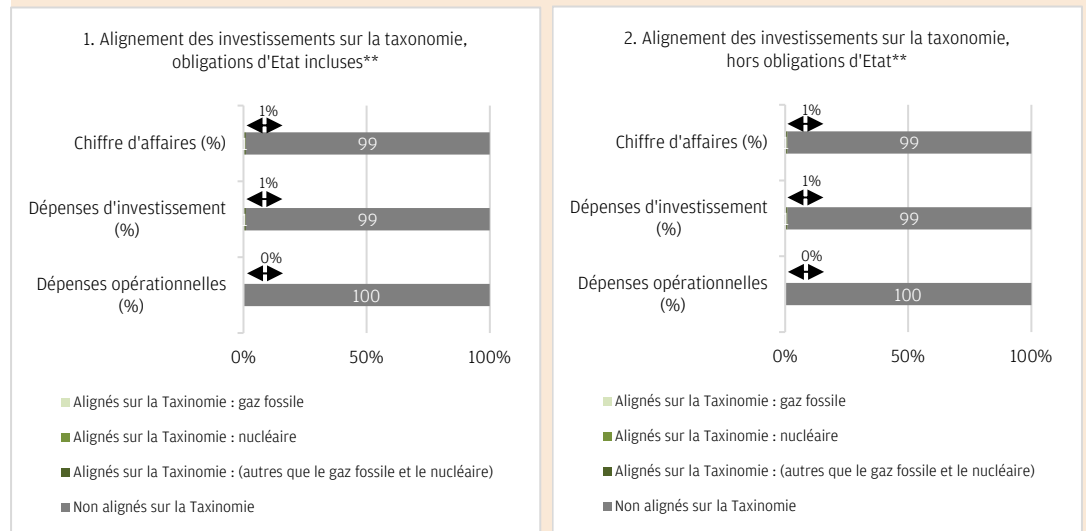 1. Alignement des investissements sur la taxonomie,
obligations d'Etat incluses**
1%
Chiffre d'affaires (%)
1
99
1%
Dépenses d'investissement
(%)
1
99
0%
Dépenses opérationnelles
(%)
100
0%
50%
100%
Alignés sur la Taxinomie : gaz fossile
Alignés sur la Taxinomie : nucléaire
Alignés sur la Taxinomie : (autres que le gaz fossile et le nucléaire)
Non alignés sur la Taxinomie
2. Alignement des investissements sur la taxonomie,
hors obligations d'Etat**
1%
Chiffre d'affaires (%)
1
99
1%
Dépenses d'investissement
(%)
1
99
0%
Dépenses opérationnelles
(%)
100
0%
50%
100%
Alignés sur la Taxinomie : gaz fossile
Alignés sur la Taxinomie : nucléaire
Alignés sur la Taxinomie : (autres que le gaz fossile et le nucléaire)
Non alignés sur la Taxinomie